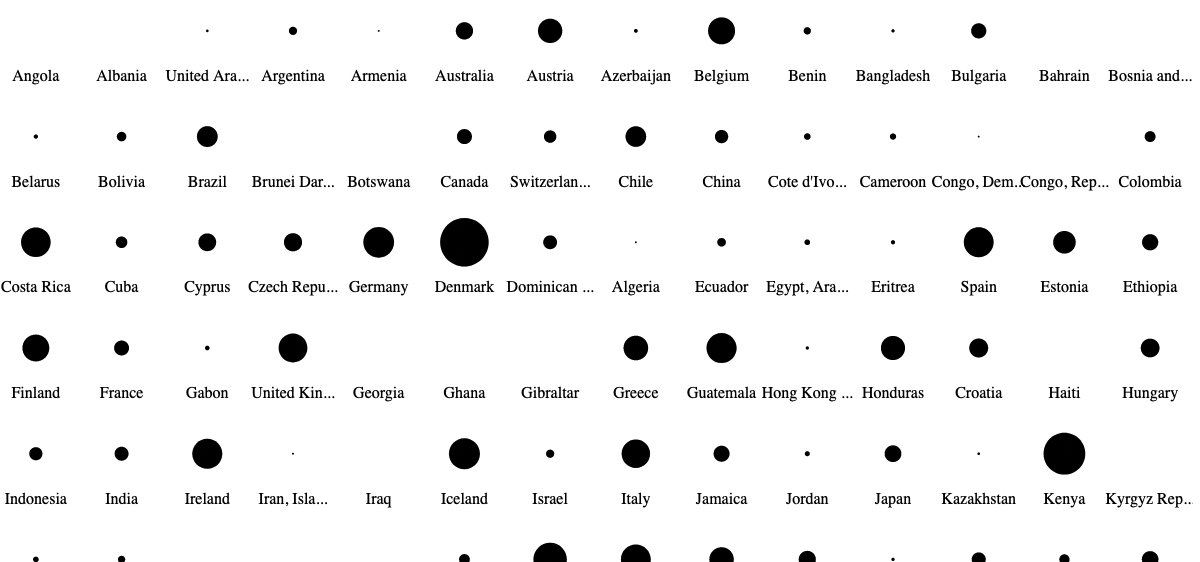 Angola Albania United Ara... Argentina Armenia Australia Austria Azerbaijan Belgium Benin Bangladesh Bulgaria Bahrain Bosnia and...
Belarus Bolivia Brazil Brunei Dar... Botswana Canada Switzerlan... Chile China Cote d'Ivo... Cameroon Congo, Dem... Congo, Rep... Colombia
Costa Rica Cuba Cyprus Czech Repu... Germany Denmark Dominican ... Algeria Ecuador Egypt, Ara... Eritrea Spain Estonia Ethiopia
Finland France Gabon United Kin... Georgia Ghana Gibraltar Greece Guatemala Hong Kong ... Honduras Croatia Haiti Hungary
Indonesia India Ireland Iran, Isla... Iraq Iceland Israel Italy Jamaica Jordan Japan Kazakhstan Kenya Kyrgyz Rep...